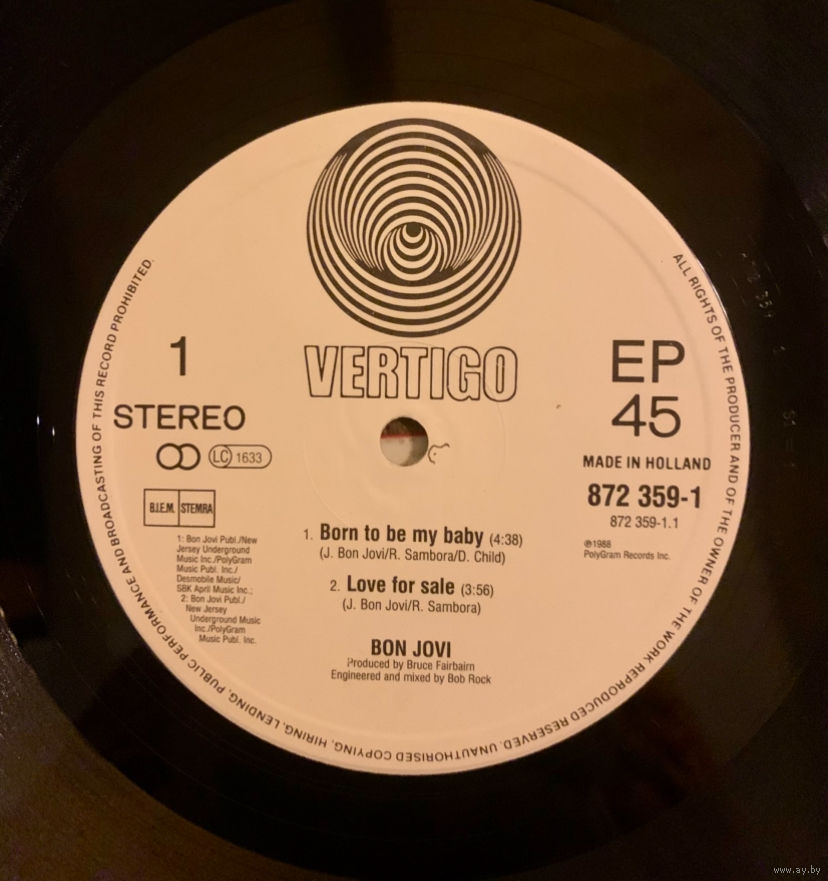 VERTIGO
1
STEREO
LC 1633
B.I.E.M. STEMRA
1: Bon Jovi Publ./New
Jersey Underground
Music Inc./PolyGram
Music Publ. Inc./
Desmobile Music/
SBK April Music Inc.;
2: Bon Jovi Publ./
New Jersey
Underground Music
Inc./PolyGram
Music Publ. Inc.
EP
45
MADE IN HOLLAND
872 359-1
872 359-1.1
℗1988
PolyGram Records Inc.
1. Born to be my baby (4:38)
(J. Bon Jovi/R. Sambora/D. Child)
2. Love for sale (3:56)
(J. Bon Jovi/R. Sambora)
BON JOVI
Produced by Bruce Fairbairn
Engineered and mixed by Bob Rock
ALL RIGHTS OF THE PRODUCER AND OF THE OWNER OF THE WORK REPRODUCED RESERVED. UNAUTHORISED COPYING, HIRING, LENDING, PUBLIC PERFORMANCE AND BROADCASTING OF THIS RECORD PROHIBITED.
www.ay.by